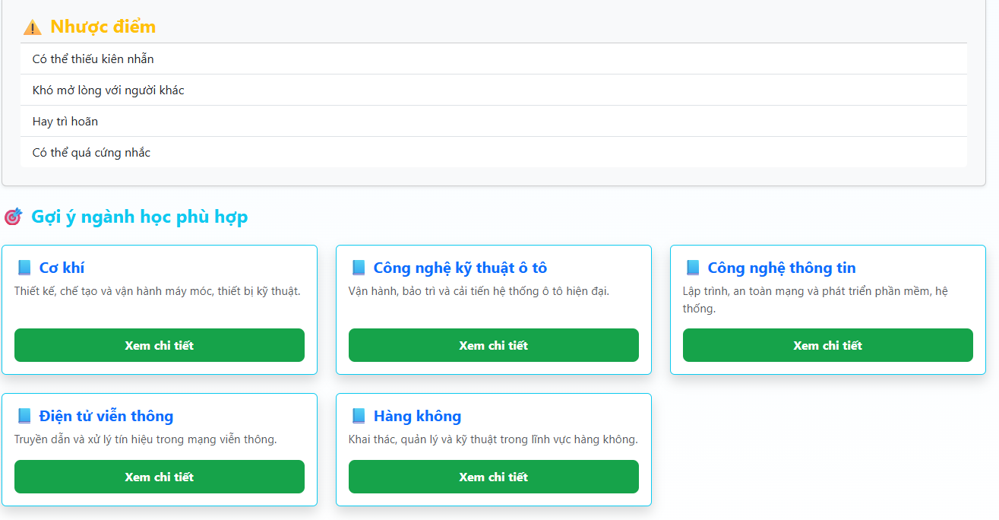 Nhược điểm
Có thể thiếu kiên nhẫn
Khó mở lòng với người khác
Hay trì hoãn
Có thể quá cứng nhắc
Gợi ý ngành học phù hợp
Cơ khí
Thiết kế, chế tạo và vận hành máy móc, thiết bị kỹ thuật.
Xem chi tiết
Công nghệ kỹ thuật ô tô
Vận hành, bảo trì và cải tiến hệ thống ô tô hiện đại.
Xem chi tiết
Công nghệ thông tin
Lập trình, an toàn mạng và phát triển phần mềm, hệ
thống.
Xem chi tiết
Điện tử viễn thông
Truyền dẫn và xử lý tín hiệu trong mạng viễn thông.
Xem chi tiết
Hàng không
Khai thác, quản lý và kỹ thuật trong lĩnh vực hàng không.
Xem chi tiết